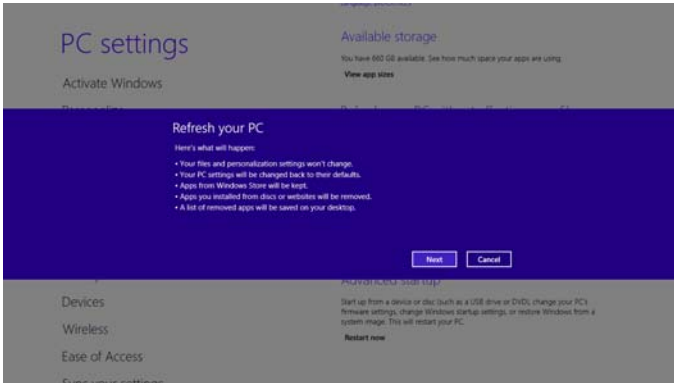 PC settings
Activate Windows
Available storage
You have 660 GB available. See how much space your apps are using.
View app sizes
Refresh your PC
Here's what will happen:
• Your files and personalization settings won't change.
• Your PC settings will be changed back to their defaults.
• Apps from Windows Store will be kept.
• Apps you installed from discs or websites will be removed.
• A list of removed apps will be saved on your desktop.
Next
Cancel
Devices
Wireless
Ease of Access
Advanced startup
Start up from a device or disc (such as a USB drive or DVD), change your PC's
firmware settings, change Windows startup settings, or restore Windows from a
system image. This will restart your PC.
Restart now